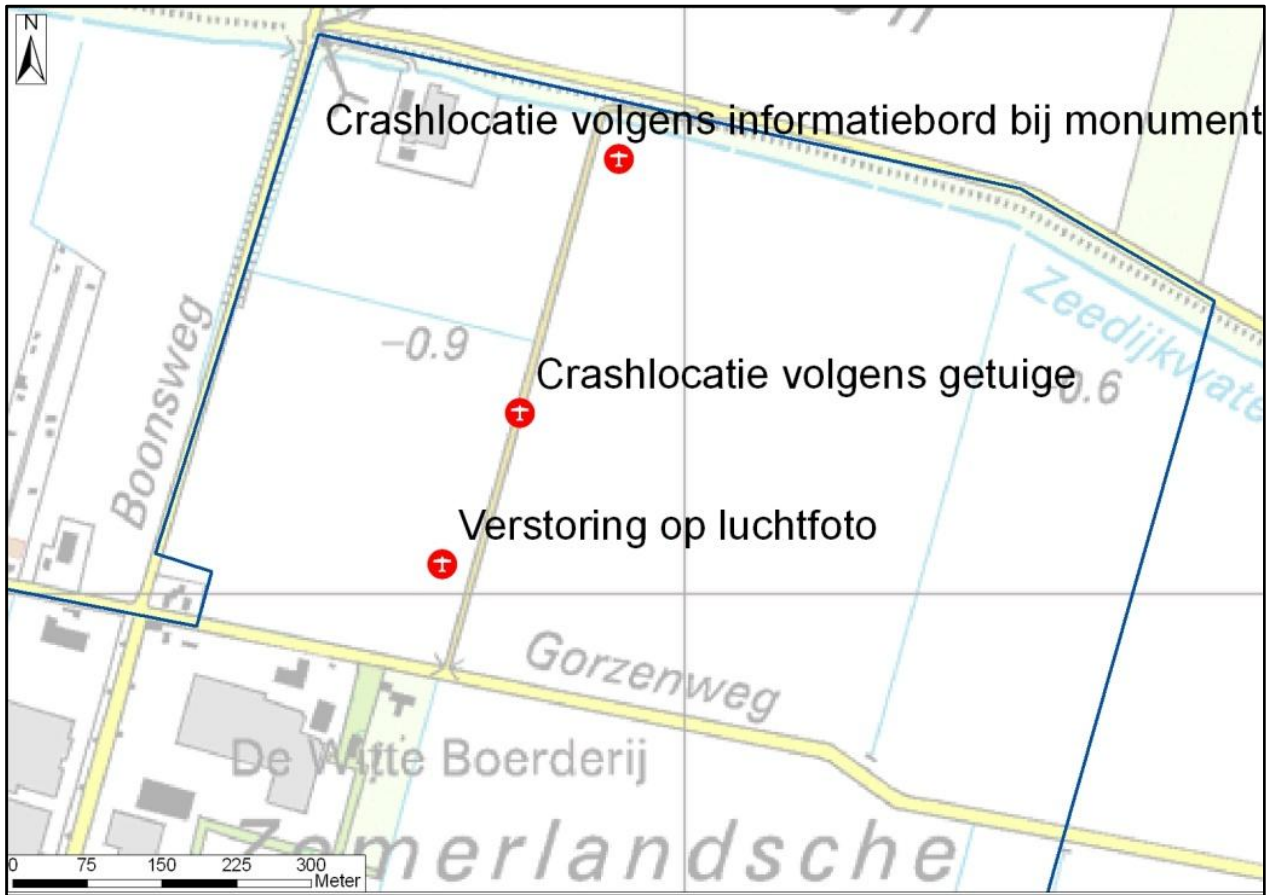 N
Crashlocatie volgens informatiebord bij monument
Boonsweg
-0.9
Zeedijkwate
Crashlocatie volgens getuige
0.6
Verstoring op luchtfoto
Gorzenweg
De Witte Boerderij
Zomerlandsche
0 75 150 225 300
Meter